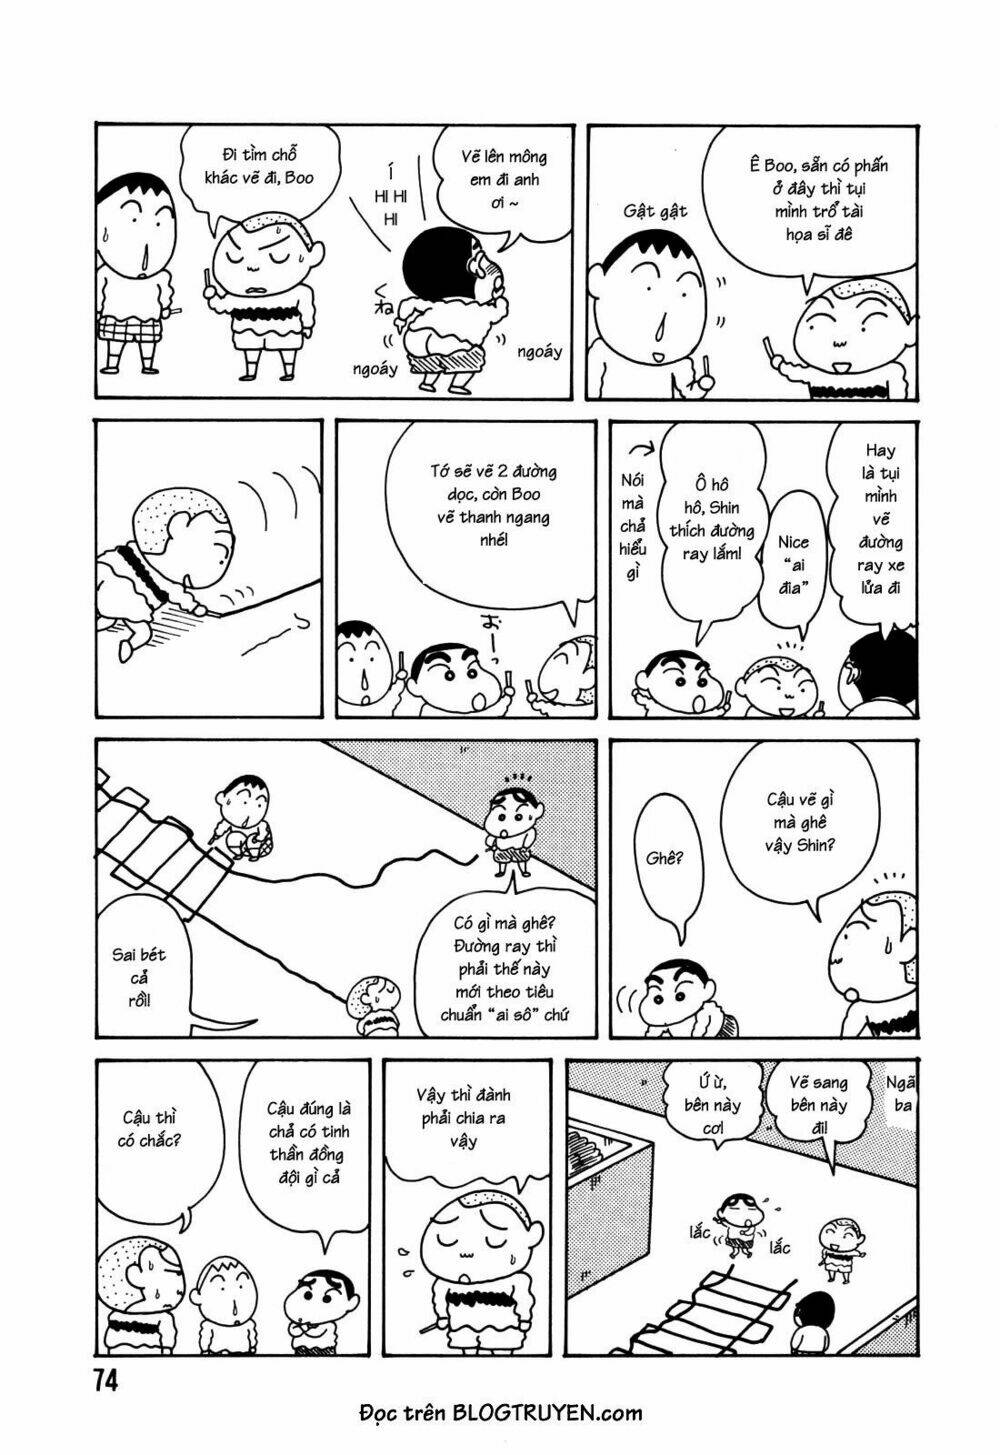 Ê Boo, sẵn có phấn
ở đây thì tụi
mình trổ tài
họa sĩ đê
Gật gật
Vẽ lên mông
em đi anh
ơi ~
Í
HI HI
HI
くね
ngoáy
ngoáy
Đi tìm chỗ
khác vẽ đi, Boo
Hay
là tụi
mình
vẽ
đường
ray xe
lửa đi
Nice
“ai
đia”
Ô hô
hô, Shin
thích đường
ray lắm!
Nói
mà
chả
hiểu
gì
Tớ sẽ vẽ 2 đường
dọc, còn Boo
vẽ thanh ngang
nhé!
おーっ
Cậu vẽ gì
mà ghê
vậy Shin?
Ghê?
Có gì mà ghê?
Đường ray thì
phải thế này
mới theo tiêu
chuẩn “ai sô” chứ
Sai bét
cả
rồi!
Ngã
ba
Vẽ sang
bên này
đi!
Ứ ừ,
bên này
cơ!
lắc
lắc
Vậy thì đành
phải chia ra
vậy
Cậu đúng là
chả có tinh
thần đồng
đội gì cả
Cậu thì
có chắc?
74
Đọc trên BLOGTRUYEN.com